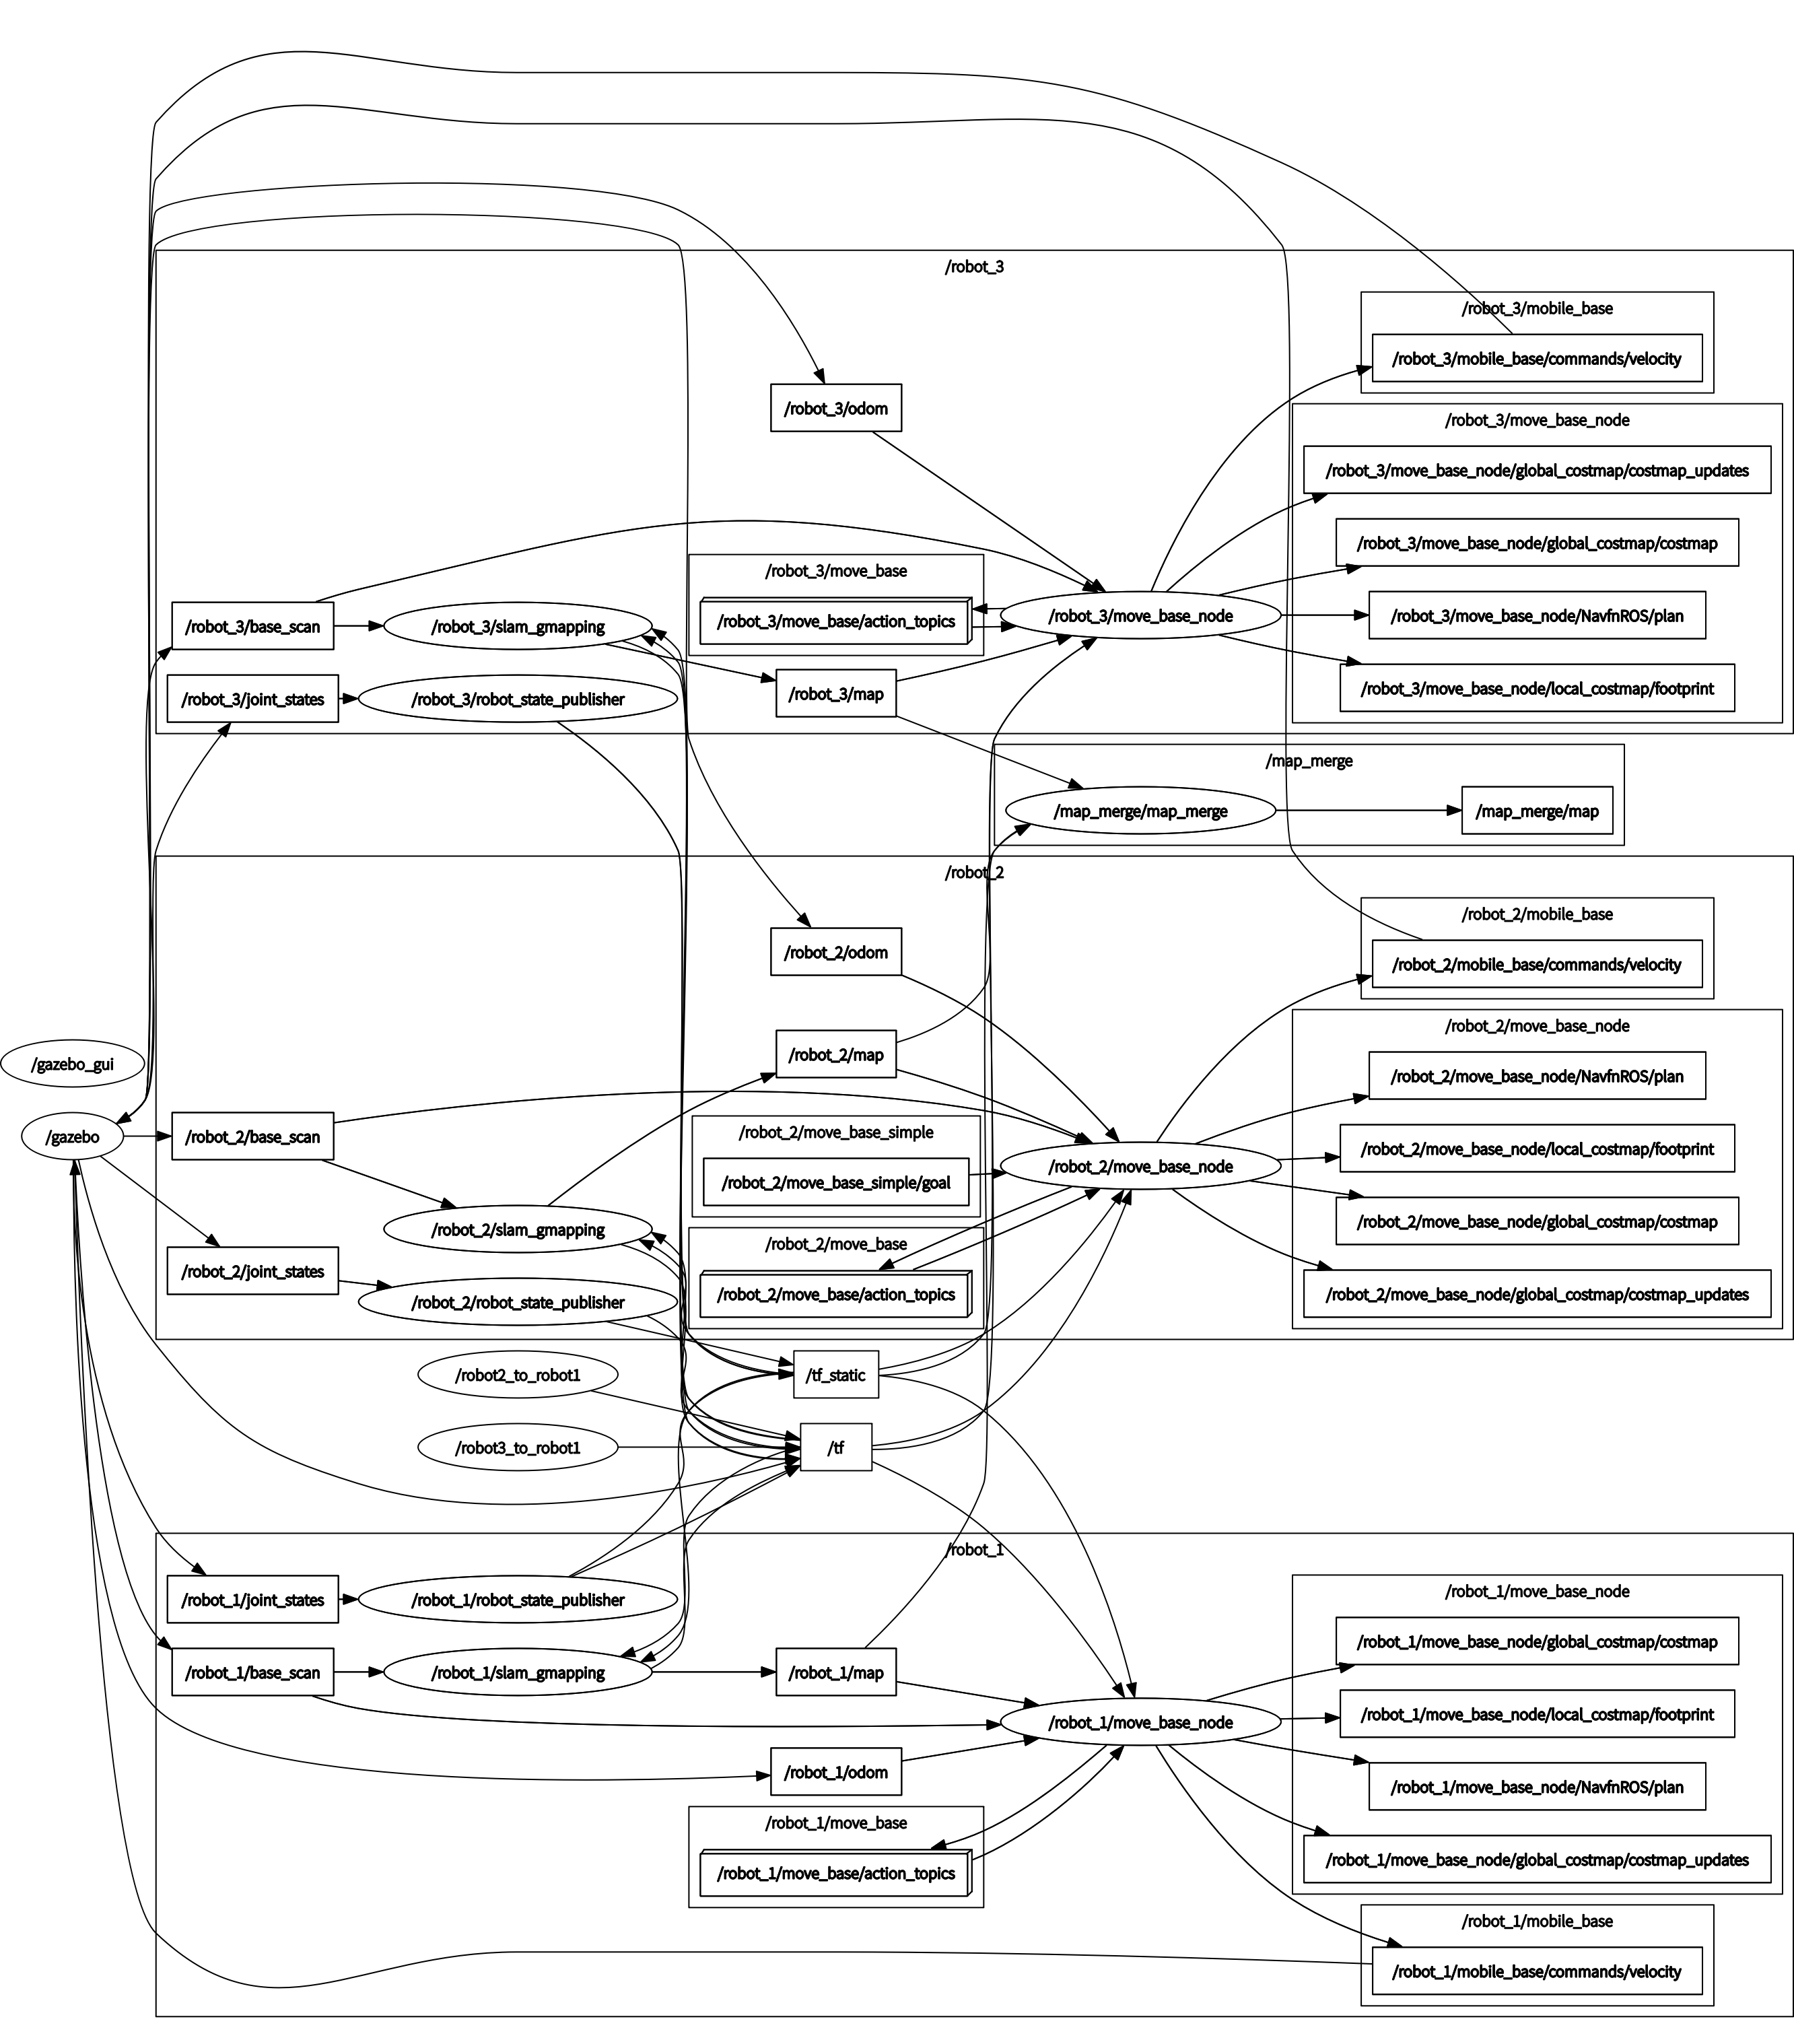 /robot_3
/robot_3/mobile_base
/robot_3/mobile_base/commands/velocity
/robot_3/odom
/robot_3/move_base_node
/robot_3/move_base_node/global_costmap/costmap_updates
/robot_3/move_base_node/global_costmap/costmap
/robot_3/move_base
/robot_3/base_scan
/robot_3/slam_gmapping
/robot_3/move_base/action_topics
/robot_3/move_base_node
/robot_3/move_base_node/NavfnROS/plan
/robot_3/joint_states
/robot_3/robot_state_publisher
/robot_3/map
/robot_3/move_base_node/local_costmap/footprint
/map_merge
/map_merge/map_merge
/map_merge/map
/robot_2
/robot_2/mobile_base
/robot_2/odom
/robot_2/mobile_base/commands/velocity
/robot_2/move_base_node
/robot_2/map
/gazebo_gui
/robot_2/move_base_node/NavfnROS/plan
/gazebo
/robot_2/base_scan
/robot_2/move_base_simple
/robot_2/move_base_node/local_costmap/footprint
/robot_2/move_base_node
/robot_2/move_base_simple/goal
/robot_2/slam_gmapping
/robot_2/move_base_node/global_costmap/costmap
/robot_2/move_base
/robot_2/joint_states
/robot_2/robot_state_publisher
/robot_2/move_base/action_topics
/robot_2/move_base_node/global_costmap/costmap_updates
/robot2_to_robot1
/tf_static
/robot3_to_robot1
/tf
/robot_1
/robot_1/joint_states
/robot_1/robot_state_publisher
/robot_1/move_base_node
/robot_1/move_base_node/global_costmap/costmap
/robot_1/base_scan
/robot_1/slam_gmapping
/robot_1/map
/robot_1/move_base_node/local_costmap/footprint
/robot_1/move_base_node
/robot_1/odom
/robot_1/move_base_node/NavfnROS/plan
/robot_1/move_base
/robot_1/move_base/action_topics
/robot_1/move_base_node/global_costmap/costmap_updates
/robot_1/mobile_base
/robot_1/mobile_base/commands/velocity